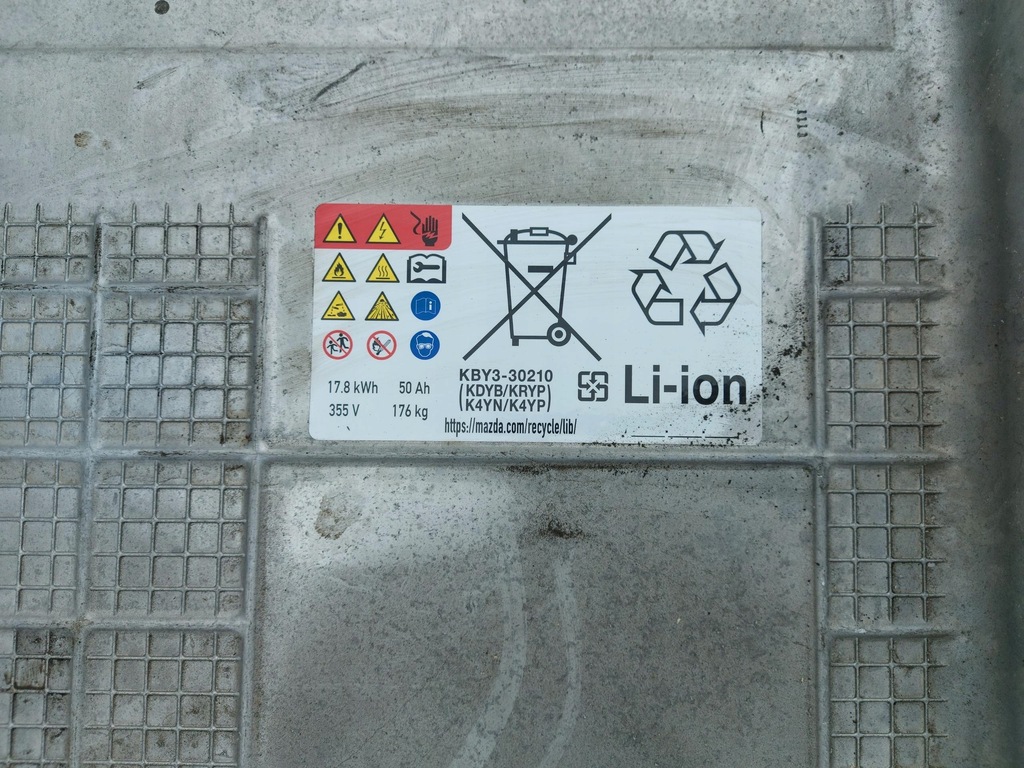 17.8 kWh 50 Ah
355 V 176 kg
KBY3-30210
(KDYB/KRYP)
(K4YN/K4YP)
https://mazda.com/recycle/lib/
Li-ion